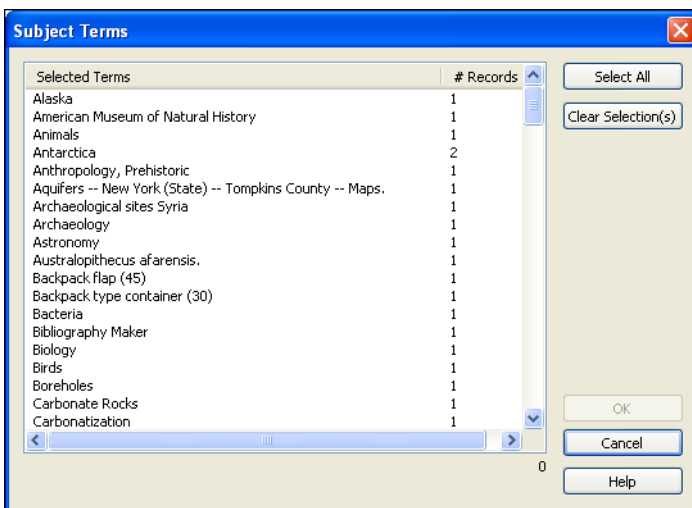 Subject Terms
Selected Terms # Records
Alaska 1
American Museum of Natural History 1
Animals 1
Antarctica 2
Anthropology, Prehistoric 1
Aquifers -- New York (State) -- Tompkins County -- Maps. 1
Archaeological sites Syria 1
Archaeology 1
Astronomy 1
Australopithecus afarensis. 1
Backpack flap (45) 1
Backpack type container (30) 1
Bacteria 1
Bibliography Maker 1
Biology 1
Birds 1
Boreholes 1
Carbonate Rocks 1
Carbonatization 1
0
Select All
Clear Selection(s)
OK
Cancel
Help